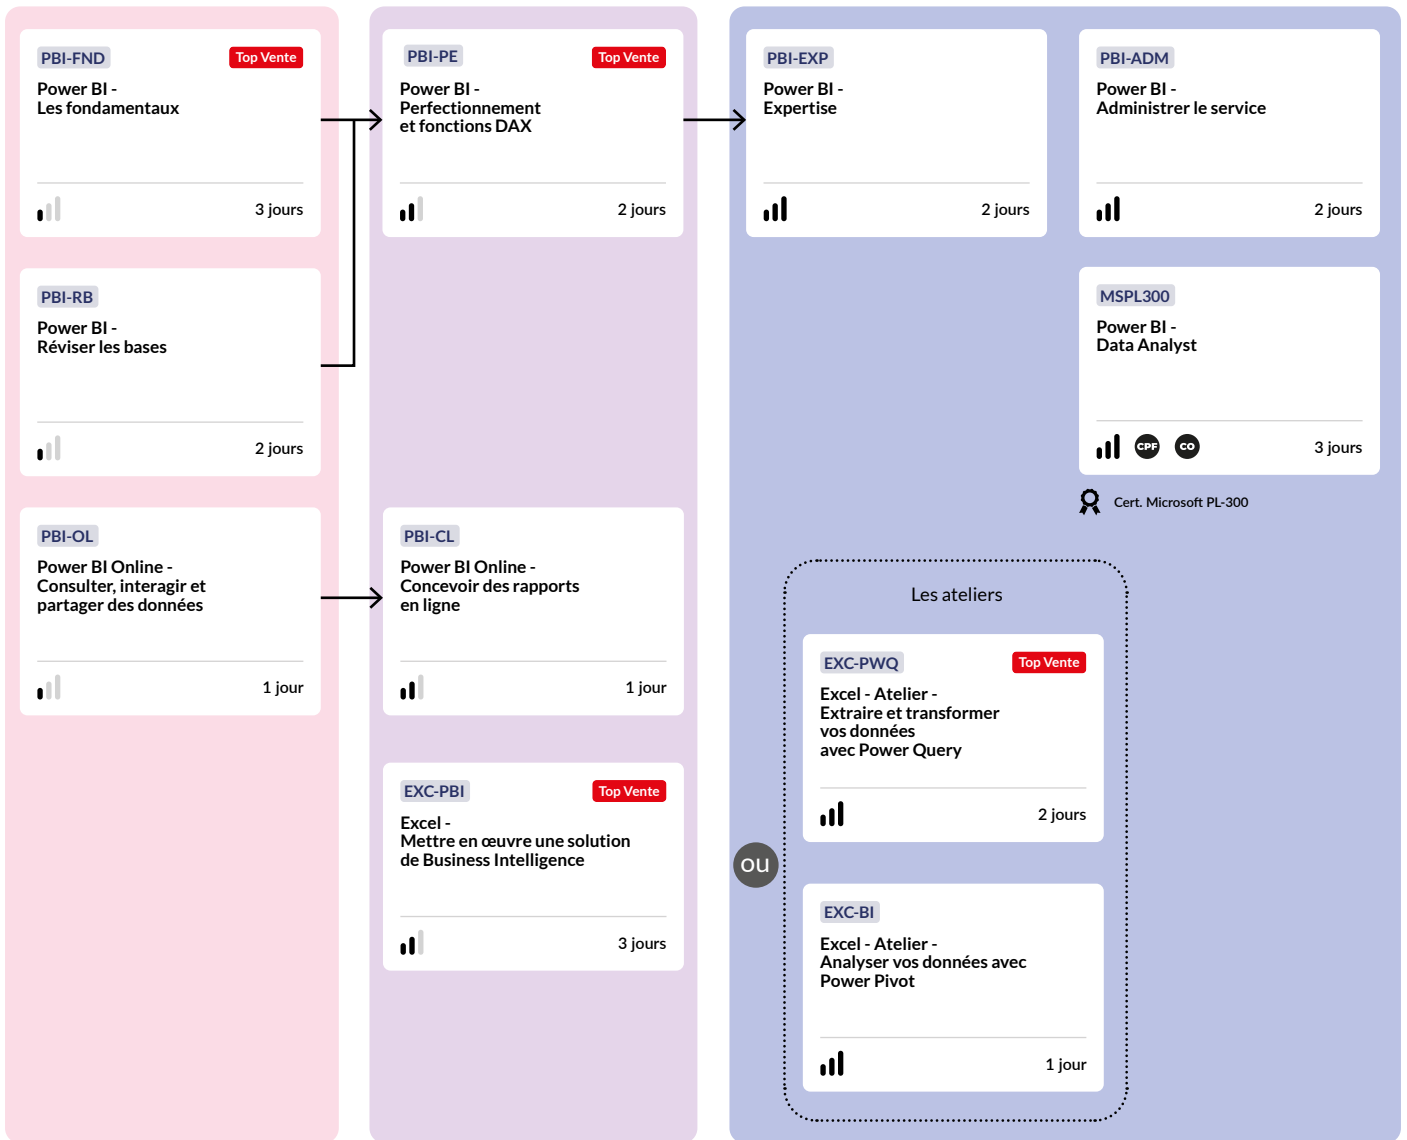 PBI-FND
Top Vente
Power BI -
Les fondamentaux
3 jours
PBI-RB
Power BI -
Réviser les bases
2 jours
PBI-OL
Power BI Online -
Consulter, interagir et
partager des données
1 jour
PBI-PE
Top Vente
Power BI -
Perfectionnement
et fonctions DAX
2 jours
PBI-CL
Power BI Online -
Concevoir des rapports
en ligne
1 jour
EXC-PBI
Top Vente
Excel -
Mettre en œuvre une solution
de Business Intelligence
3 jours
PBI-EXP
Power BI -
Expertise
2 jours
PBI-ADM
Power BI -
Administrer le service
2 jours
MSPL300
Power BI -
Data Analyst
CPF
CO
3 jours
Cert. Microsoft PL-300
ou
Les ateliers
EXC-PWQ
Top Vente
Excel - Atelier -
Extraire et transformer
vos données
avec Power Query
2 jours
EXC-BI
Excel - Atelier -
Analyser vos données avec
Power Pivot
1 jour